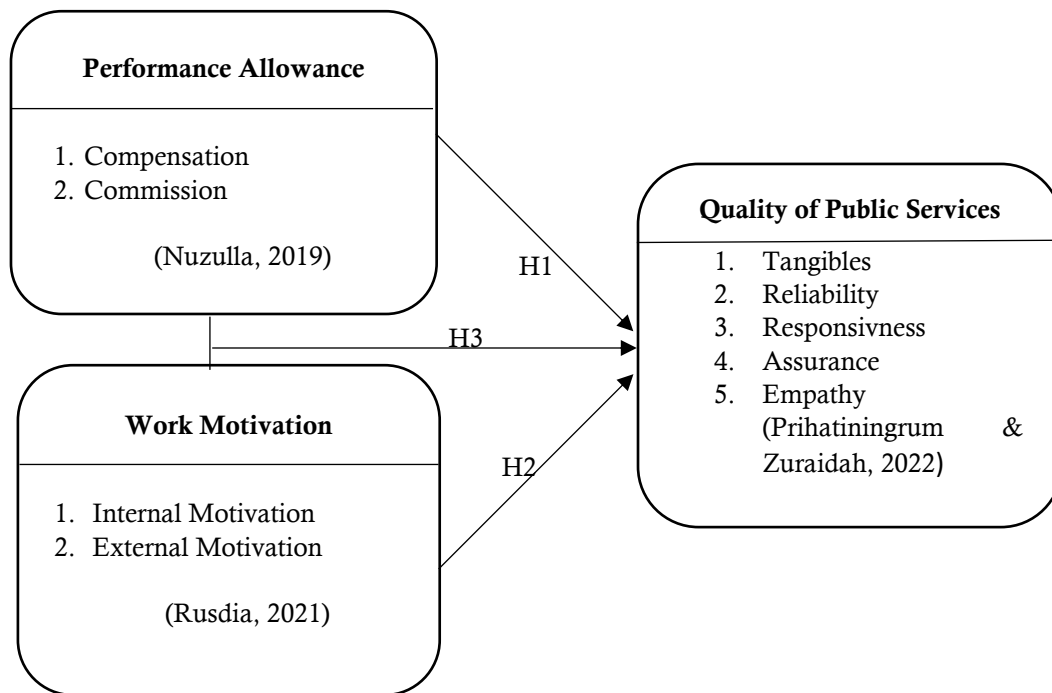 Performance Allowance
1. Compensation
2. Commission
(Nuzulla, 2019)
H1
H3
Work Motivation
1. Internal Motivation
2. External Motivation
(Rusdia, 2021)
H2
Quality of Public Services
1. Tangibles
2. Reliability
3. Responsivness
4. Assurance
5. Empathy
(Prihatiningrum &
Zuraidah, 2022)